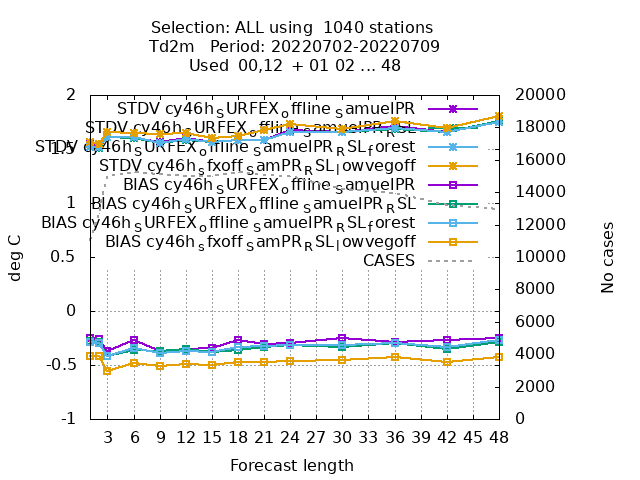 Selection: ALL using  1040 stations
Td2m   Period: 20220702-20220709
Used  00,12  + 01 02 ... 48
2
1.5
1
0.5
0
-0.5
-1
deg C
STDV cy46h_SURFEX_offline_SamuelPR
STDV cy46h_SURFEX_offline_SamuelPR_RSL
STDV cy46h_SURFEX_offline_SamuelPR_RSL_forest
STDV cy46h_sfxoff_SamPR_RSL_lowvegoff
BIAS cy46h_SURFEX_offline_SamuelPR
BIAS cy46h_SURFEX_offline_SamuelPR_RSL
BIAS cy46h_SURFEX_offline_SamuelPR_RSL_forest
BIAS cy46h_sfxoff_SamPR_RSL_lowvegoff
CASES
20000
18000
16000
14000
12000
10000
8000
6000
4000
2000
0
No cases
3 6 9 12 15 18 21 24 27 30 33 36 39 42 45 48
Forecast length